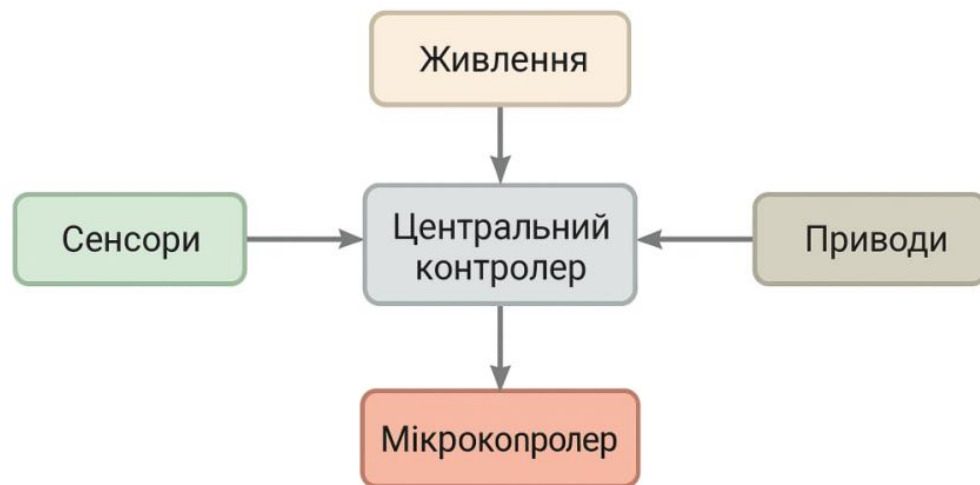 Живлення
Сенсори
Центральний
контролер
Приводи
Мікрокопролер